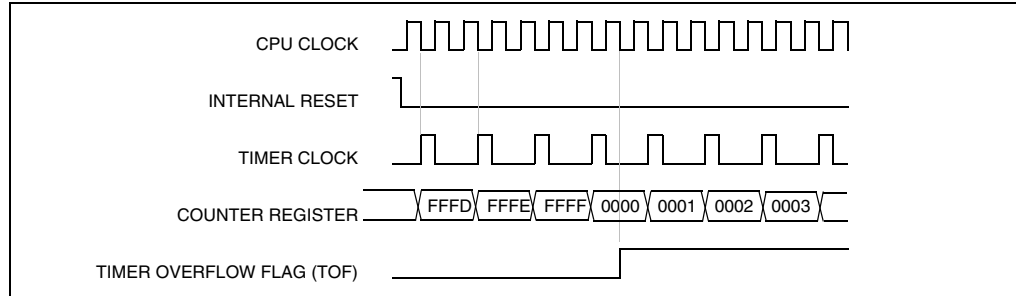 CPU CLOCK
INTERNAL RESET
TIMER CLOCK
COUNTER REGISTER FFFD FFFE FFFF 0000 0001 0002 0003
TIMER OVERFLOW FLAG (TOF)